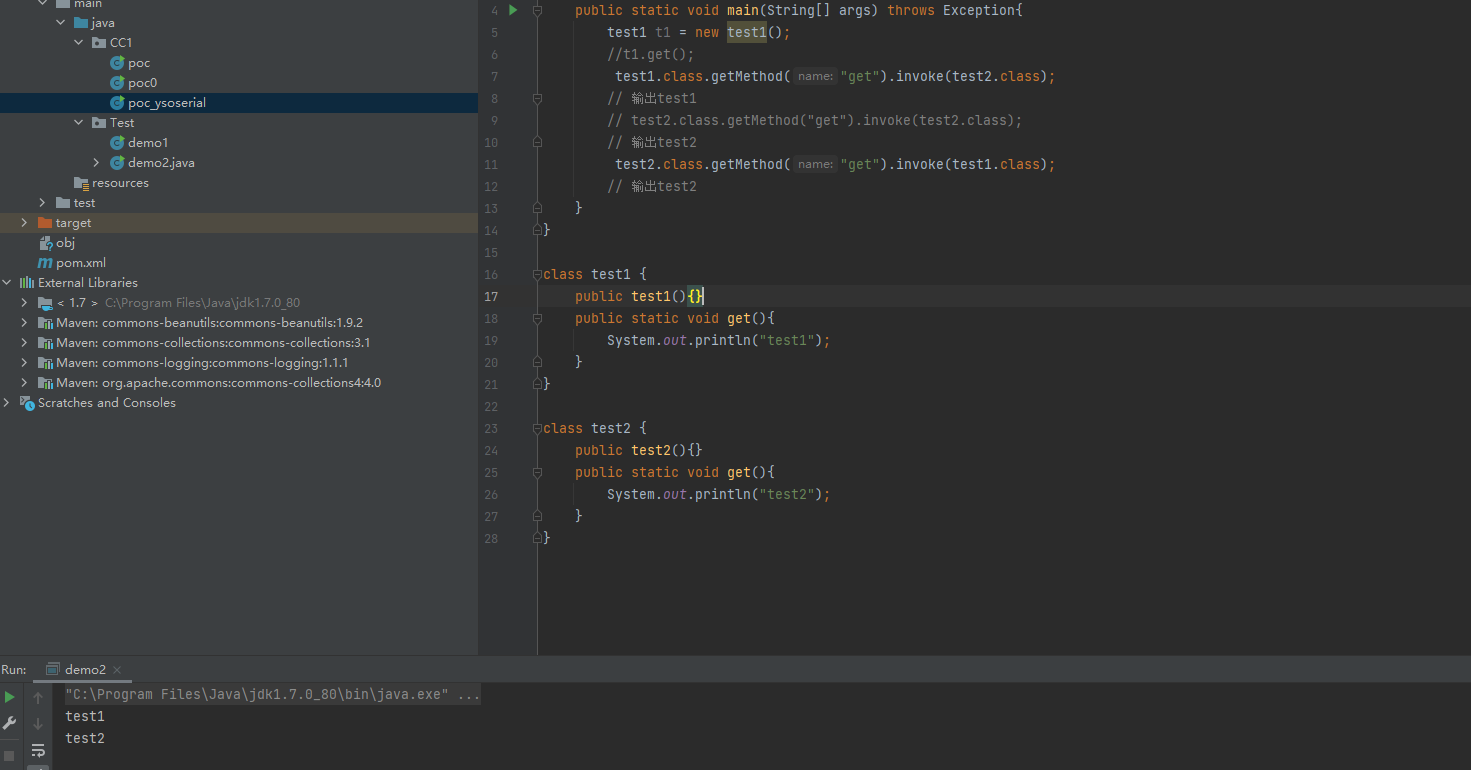 main
java
CC1
poc
poc0
poc_ysoserial
Test
demo1
demo2.java
resources
test
target
obj
pom.xml
External Libraries
< 1.7 > C:\Program Files\Java\jdk1.7.0_80
Maven: commons-beanutils:commons-beanutils:1.9.2
Maven: commons-collections:commons-collections:3.1
Maven: commons-logging:commons-logging:1.1.1
Maven: org.apache.commons:commons-collections4:4.0
Scratches and Consoles
4 public static void main(String[] args) throws Exception{
5 test1 t1 = new test1();
6 //t1.get();
7 test1.class.getMethod( name: "get").invoke(test2.class);
8 // 输出test1
9 // test2.class.getMethod("get").invoke(test2.class);
10 // 输出test2
11 test2.class.getMethod( name: "get").invoke(test1.class);
12 // 输出test2
13 }
14 }
15
16 class test1 {
17 public test1(){}
18 public static void get(){
19 System.out.println("test1");
20 }
21 }
22
23 class test2 {
24 public test2(){}
25 public static void get(){
26 System.out.println("test2");
27 }
28 }
Run: demo2
"C:\Program Files\Java\jdk1.7.0_80\bin\java.exe" ...
test1
test2